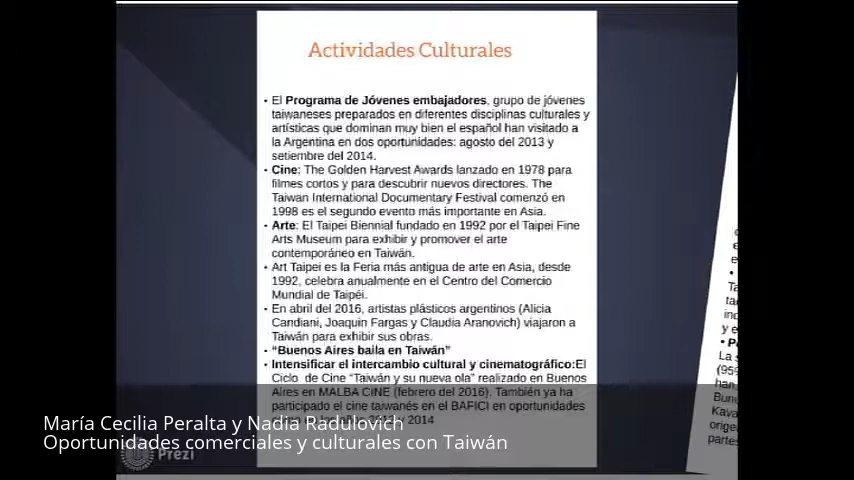 Actividades Culturales
• El Programa de Jóvenes embajadores, grupo de jóvenes
taiwaneses preparados en diferentes disciplinas culturales y
artísticas que dominan muy bien el español han visitado a
la Argentina en dos oportunidades: agosto del 2013 y
setiembre del 2014.
• Cine: The Golden Harvest Awards lanzado en 1978 para
filmes cortos y para descubrir nuevos directores. The
Taiwan International Documentary Festival comenzó en
1998 es el segundo evento más importante en Asia.
• Arte: El Taipei Biennial fundado en 1992 por el Taipei Fine
Arts Museum para exhibir y promover el arte
contemporáneo en Taiwán.
• Art Taipei es la Feria más antigua de arte en Asia, desde
1992, celebra anualmente en el Centro del Comercio
Mundial de Taipéi.
• En abril del 2016, artistas plásticos argentinos (Alicia
Candiani, Joaquin Fargas y Claudia Aranovich) viajaron a
Taiwán para exhibir sus obras.
• “Buenos Aires baila en Taiwán”
• Intensificar el intercambio cultural y cinematográfico:El
Ciclo de Cine “Taiwán y su nueva ola” realizado en Buenos
Aires en MALBA CINE (febrero del 2016). También ya ha
participado el cine taiwanés en el BAFICI en oportunidades
y 2014
María Cecilia Peralta y Nadia Radulovich
Oportunidades comerciales y culturales con Taiwán
Prezi
e
e
•
Ta
y e
• P
La s
(959
han
Bun
Kava
orige
partes